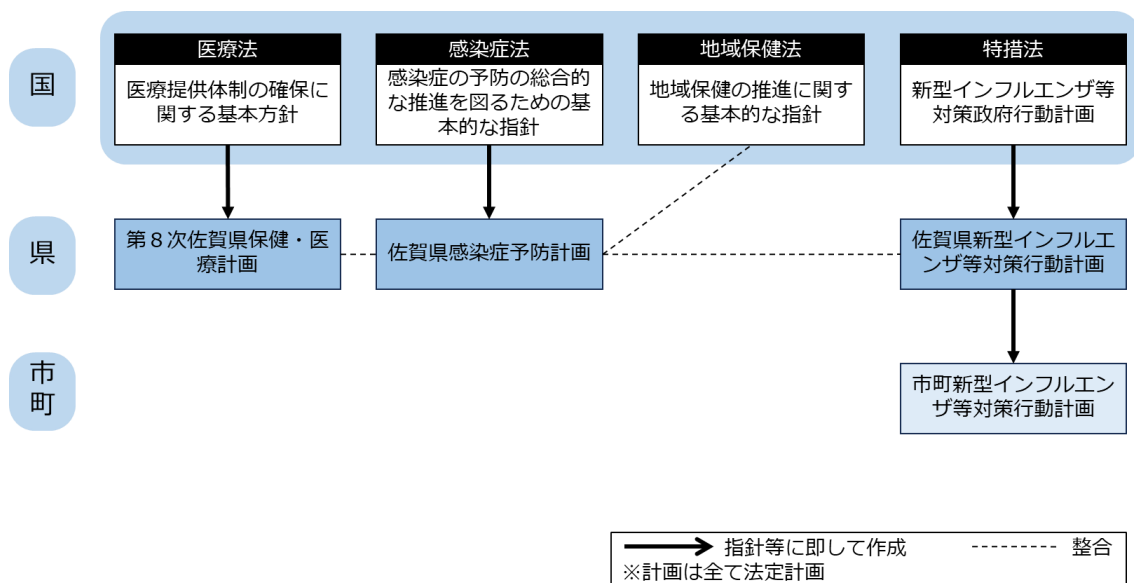 国
医療法
医療提供体制の確保に
関する基本方針
感染症法
感染症の予防の総合的
な推進を図るための基
本的な指針
地域保健法
地域保健の推進に関す
る基本的な指針
特措法
新型インフルエンザ等
対策政府行動計画
県
第８次佐賀県保健・医
療計画
佐賀県感染症予防計画
佐賀県新型インフルエ
ンザ等対策行動計画
市
町
市町新型インフルエン
ザ等対策行動計画
指針等に即して作成
整合
※計画は全て法定計画